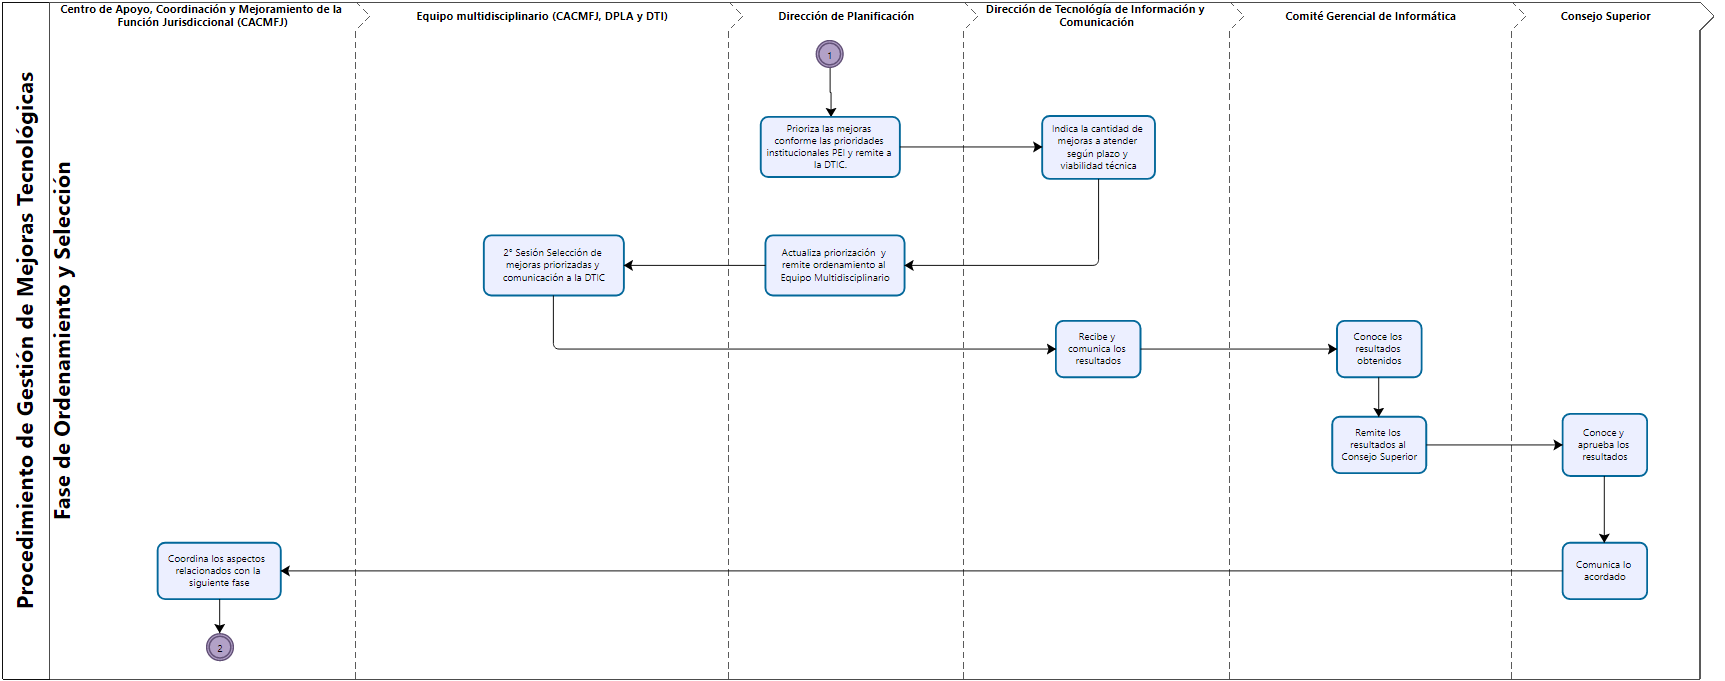 Procedimiento de Gestión de Mejoras Tecnológicas
Fase de Ordenamiento y Selección
Centro de Apoyo, Coordinación y Mejoramiento de la
Función Jurisdiccional (CACMFJ)
Equipo multidisciplinario (CACMFJ, DPLA y DTI)
Dirección de Planificación
Dirección de Tecnología de Información y
Comunicación
Comité Gerencial de Informática
Consejo Superior
1
Prioriza las mejoras
conforme las prioridades
institucionales PEI y remite a
la DTIC.
Indica la cantidad de
mejoras a atender
según plazo y
viabilidad técnica
2° Sesión Selección de
mejoras priorizadas y
comunicación a la DTIC
Actualiza priorización y
remite ordenamiento al
Equipo Multidisciplinario
Recibe y
comunica los
resultados
Conoce los
resultados
obtenidos
Remite los
resultados al
Consejo Superior
Conoce y
aprueba los
resultados
Coordina los aspectos
relacionados con la
siguiente fase
Comunica lo
acordado
2